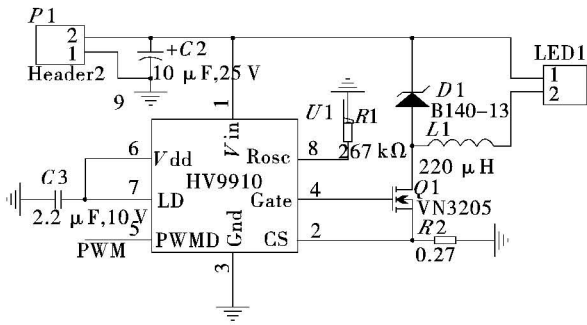 P1
2
1
Header2
+C2
10 μF,25 V
9
1
LED1
1
2
D1
B140-13
U1
R1
267 kΩ
L1
220 μH
6
Vdd
Vin
Rosc
8
HV9910
C3
7
LD
Gate
4
Q1
VN3205
2.2 μF,10 V
5
PWM
PWMD
Gnd
CS
2
R2
0.27
3